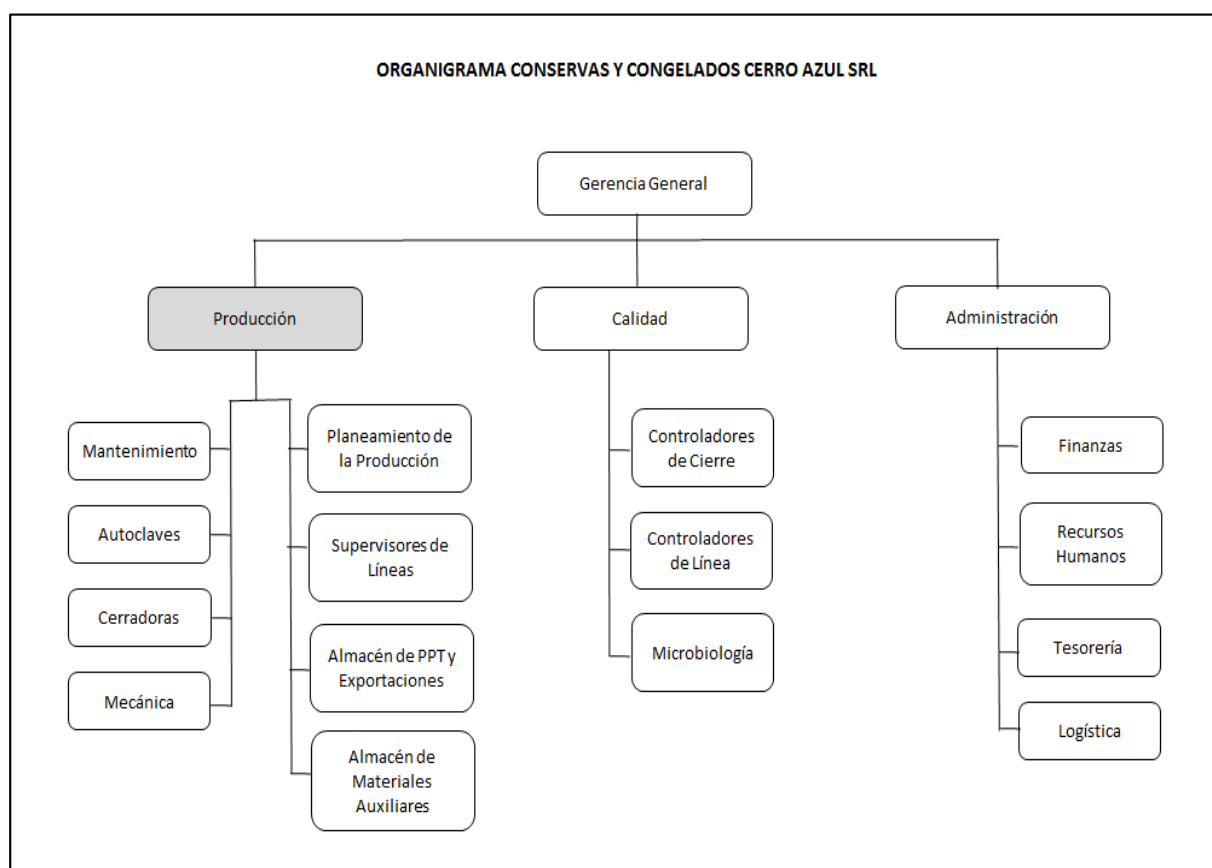 ORGANIGRAMA CONSERVAS Y CONGELADOS CERRO AZUL SRL
Gerencia General
Producción
Calidad
Administración
Mantenimiento
Autoclaves
Cerradoras
Mecánica
Planeamiento de
la Producción
Supervisores de
Líneas
Almacén de PPT y
Exportaciones
Almacén de
Materiales
Auxiliares
Controladores
de Cierre
Controladores
de Línea
Microbiología
Finanzas
Recursos
Humanos
Tesorería
Logística